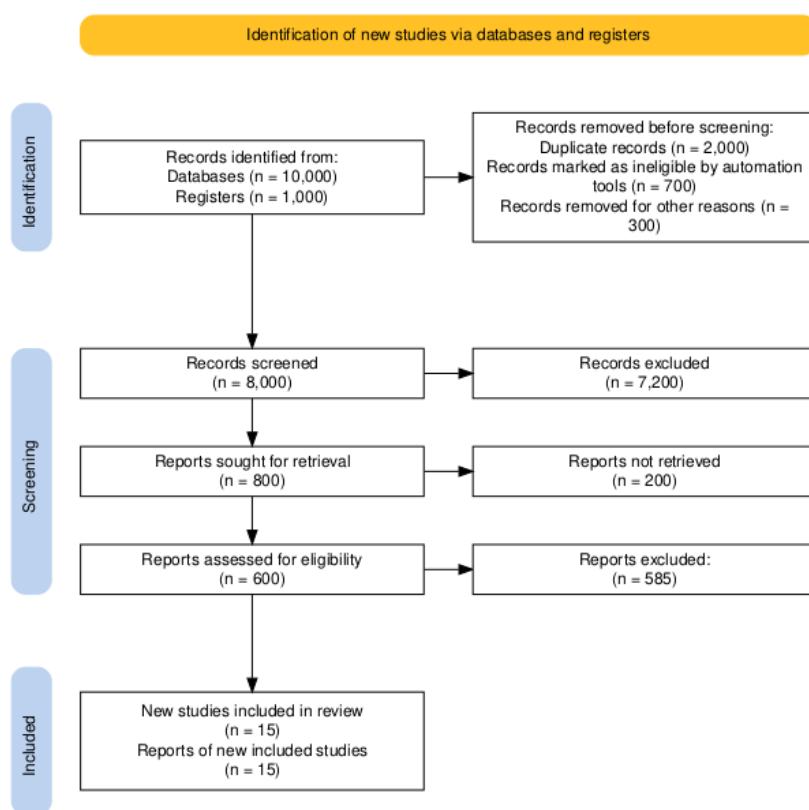 Identification of new studies via databases and registers
Identification
Records identified from:
Databases (n = 10,000)
Registers (n = 1,000)
Records removed before screening:
Duplicate records (n = 2,000)
Records marked as ineligible by automation
tools (n = 700)
Records removed for other reasons (n =
300)
Screening
Records screened
(n = 8,000)
Records excluded
(n = 7,200)
Reports sought for retrieval
(n = 800)
Reports not retrieved
(n = 200)
Reports assessed for eligibility
(n = 600)
Reports excluded:
(n = 585)
Included
New studies included in review
(n = 15)
Reports of new included studies
(n = 15)